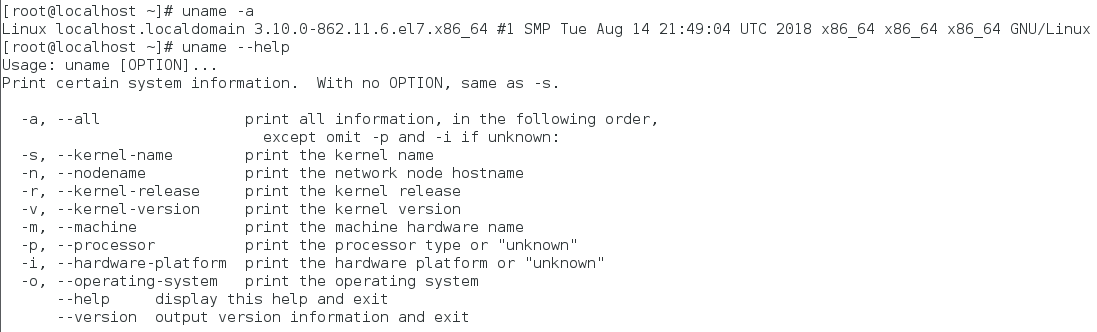 [root@localhost ~]# uname -a
Linux localhost.localdomain 3.10.0-862.11.6.el7.x86_64 #1 SMP Tue Aug 14 21:49:04 UTC 2018 x86_64 x86_64 x86_64 GNU/Linux
[root@localhost ~]# uname --help
Usage: uname [OPTION]...
Print certain system information.  With no OPTION, same as -s.

  -a, --all                print all information, in the following order,
                             except omit -p and -i if unknown:
  -s, --kernel-name        print the kernel name
  -n, --nodename           print the network node hostname
  -r, --kernel-release     print the kernel release
  -v, --kernel-version     print the kernel version
  -m, --machine            print the machine hardware name
  -p, --processor          print the processor type or "unknown"
  -i, --hardware-platform  print the hardware platform or "unknown"
  -o, --operating-system   print the operating system
      --help     display this help and exit
      --version  output version information and exit